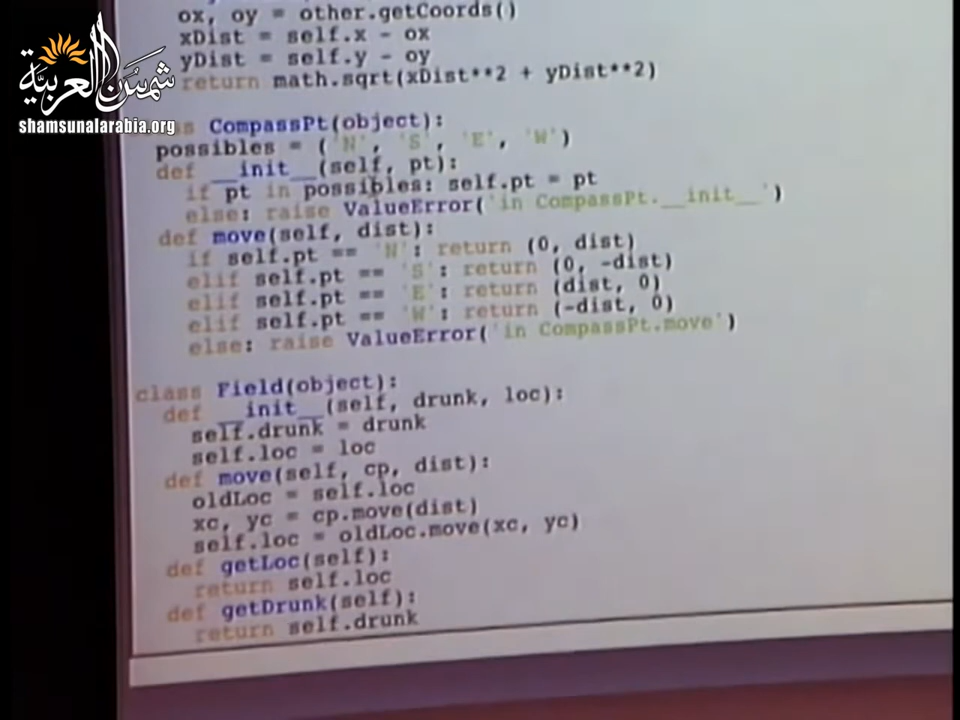 ox, oy = other.getCoords()
xDist = self.x - ox
yDist = self.y - oy
return math.sqrt(xDist**2 + yDist**2)
شمس العربية
shamsunalarabia.org
CompassPt(object):
possibles = ('N', 'S', 'E', 'W')
def __init__(self, pt):
if pt in possibles: self.pt = pt
else: raise ValueError('in CompassPt.__init__')
def move(self, dist):
if self.pt == 'N': return (0, dist)
elif self.pt == 'S': return (0, -dist)
elif self.pt == 'E': return (dist, 0)
elif self.pt == 'W': return (-dist, 0)
else: raise ValueError('in CompassPt.move')
class Field(object):
def __init__(self, drunk, loc):
self.drunk = drunk
self.loc = loc
def move(self, cp, dist):
oldLoc = self.loc
xc, yc = cp.move(dist)
self.loc = oldLoc.move(xc, yc)
def getLoc(self):
return self.loc
def getDrunk(self):
return self.drunk